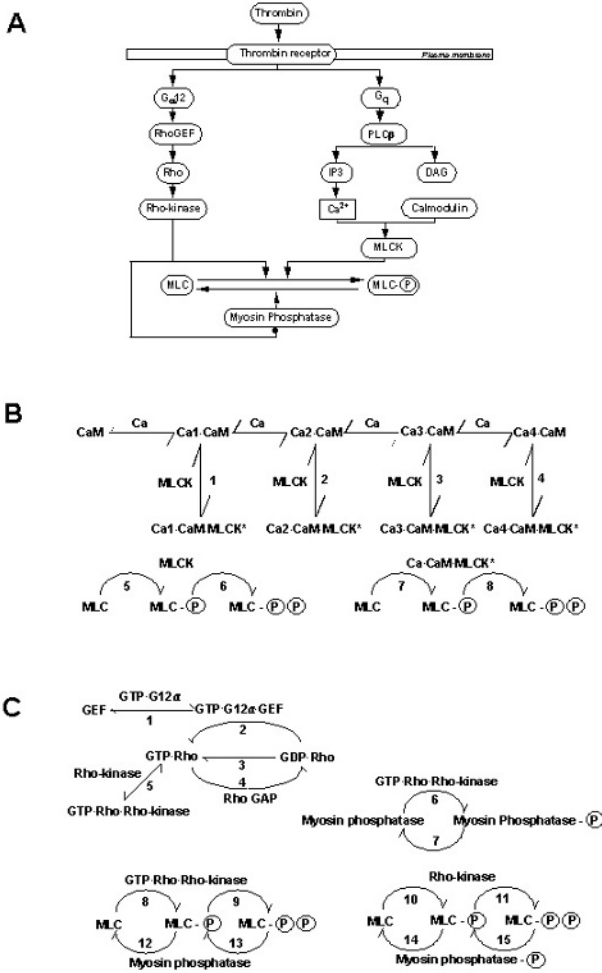 A
Thrombin
Thrombin receptor
Plasma membrane
Gα12
Gq
RhoGEF
PLCβ
Rho
IP3
DAG
Rho-kinase
Ca2+
Calmodulin
MLCK
MLC
MLC-P
Myosin Phosphatase
B
CaM
Ca
Ca1·CaM
Ca
Ca2·CaM
Ca
Ca3·CaM
Ca
Ca4·CaM
MLCK 1
MLCK 2
MLCK 3
MLCK 4
Ca1·CaM·MLCK*
Ca2·CaM·MLCK*
Ca3·CaM·MLCK*
Ca4·CaM·MLCK*
MLCK
Ca·CaM·MLCK*
5
6
7
8
MLC
MLC - P
MLC - P P
MLC
MLC - P
MLC - P P
C
GTP·G12α
GEF
GTP·G12α·GEF
1
2
GTP·Rho
3
GDP·Rho
Rho-kinase
5
4
Rho GAP
GTP·Rho·Rho-kinase
GTP·Rho·Rho-kinase
6
Myosin phosphatase
Myosin Phosphatase - P
7
GTP·Rho·Rho-kinase
Rho-kinase
8
9
10
11
MLC
MLC - P
MLC - P P
MLC
MLC - P
MLC - P P
12
13
14
15
Myosin phosphatase
Myosin phosphatase - P